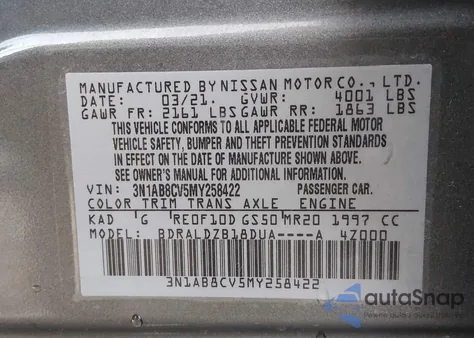 MANUFACTURED BY NISSAN MOTOR CO., LTD.
DATE: 03/21. GVWR: 4001 LBS
GAWR FR: 2161 LBS GAWR RR: 1863 LBS
THIS VEHICLE CONFORMS TO ALL APPLICABLE FEDERAL MOTOR
VEHICLE SAFETY, BUMPER AND THEFT PREVENTION STANDARDS
IN EFFECT ON THE DATE OF MANUFACTURE SHOWN ABOVE.
SEE OWNER'S MANUAL FOR ADDITIONAL INFORMATION.
VIN: 3N1AB8CV5MY258422 PASSENGER CAR.
COLOR TRIM TRANS AXLE ENGINE
KAD G RE0F10D GS50 MR20 1997 CC
MODEL: BDRALDZB18DUA----A 4Z000
3N1AB8CV5MY258422
autoSnap